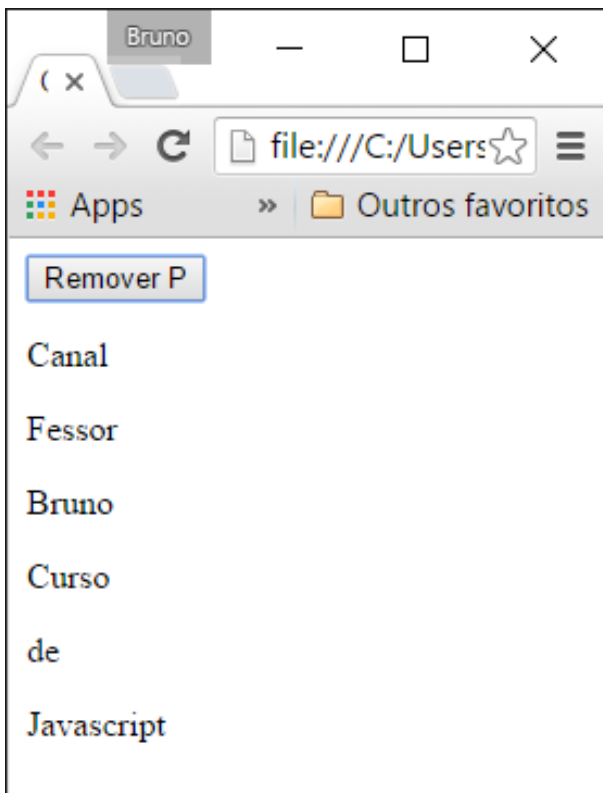 Bruno
file:///C:/Users
Apps » Outros favoritos
Remover P
Canal
Fessor
Bruno
Curso
de
Javascript